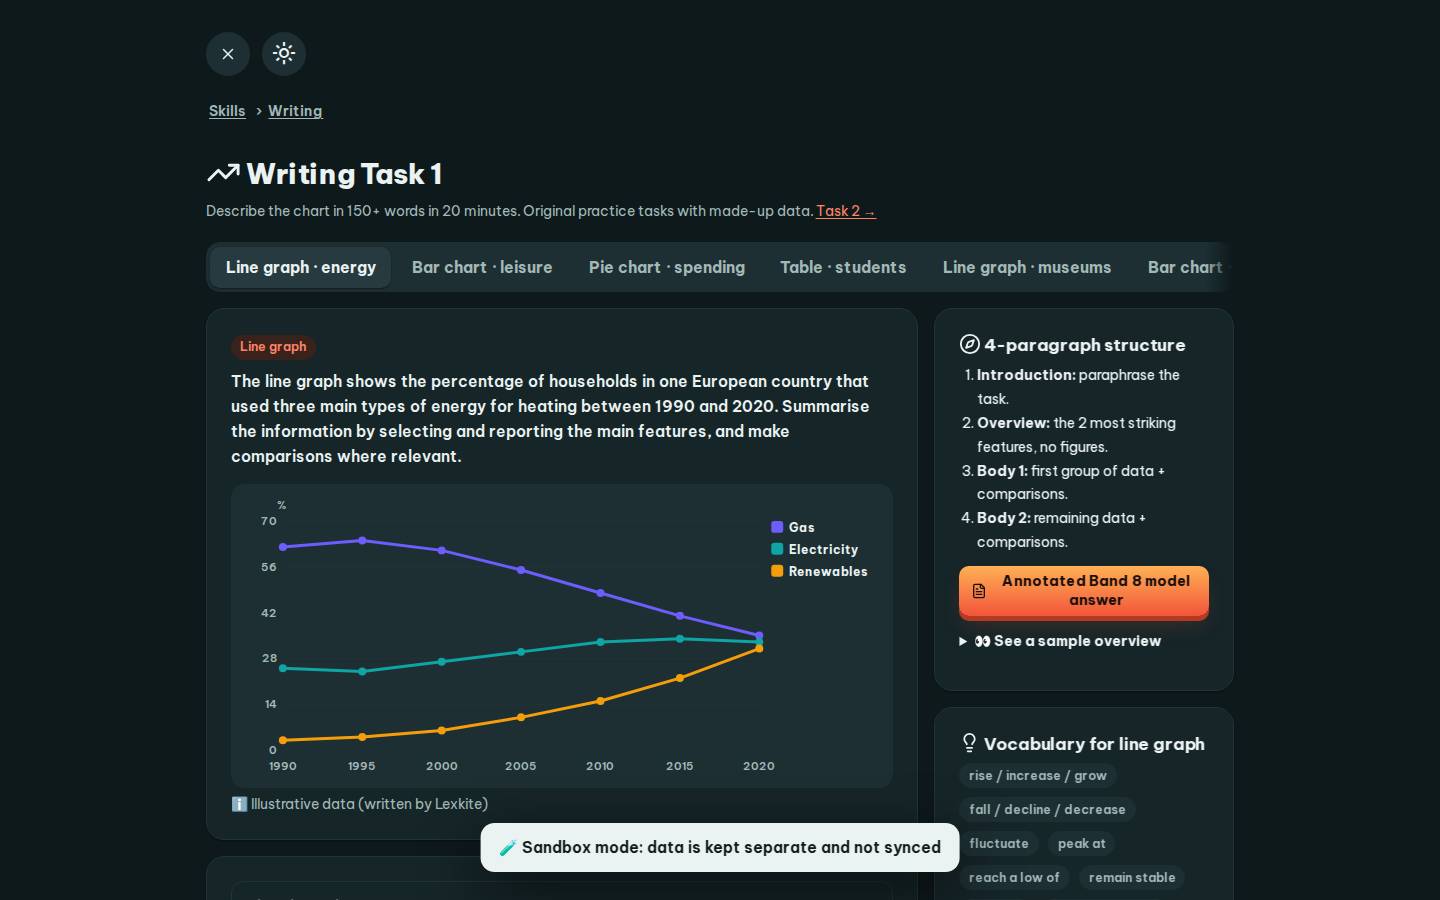 Skills › Writing
Writing Task 1
Describe the chart in 150+ words in 20 minutes. Original practice tasks with made-up data. Task 2 →
Line graph · energy
Bar chart · leisure
Pie chart · spending
Table · students
Line graph · museums
Bar chart
Line graph
The line graph shows the percentage of households in one European country that
used three main types of energy for heating between 1990 and 2020. Summarise
the information by selecting and reporting the main features, and make
comparisons where relevant.
%
70
56
42
28
14
0
1990 1995 2000 2005 2010 2015 2020
Gas
Electricity
Renewables
Illustrative data (written by Lexkite)
4-paragraph structure
1. Introduction: paraphrase the
task.
2. Overview: the 2 most striking
features, no figures.
3. Body 1: first group of data +
comparisons.
4. Body 2: remaining data +
comparisons.
Annotated Band 8 model
answer
See a sample overview
Vocabulary for line graph
rise / increase / grow
fall / decline / decrease
fluctuate
peak at
reach a low of
remain stable
Sandbox mode: data is kept separate and not synced